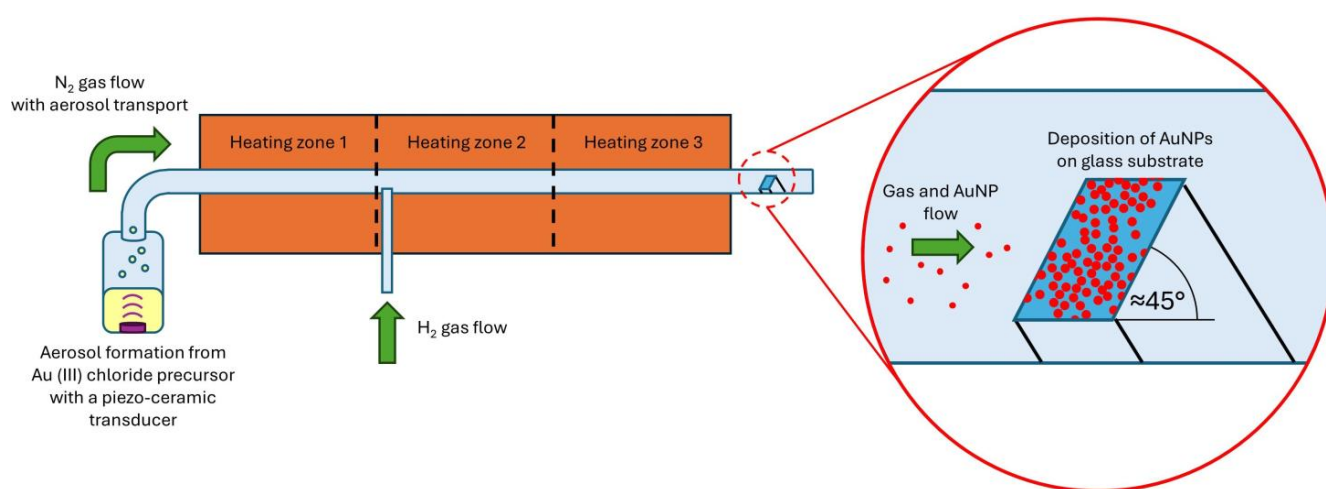 N₂ gas flow
with aerosol transport
Heating zone 1
Heating zone 2
Heating zone 3
H₂ gas flow
Aerosol formation from
Au (III) chloride precursor
with a piezo-ceramic
transducer
Deposition of AuNPs
on glass substrate
Gas and AuNP
flow
≈45°